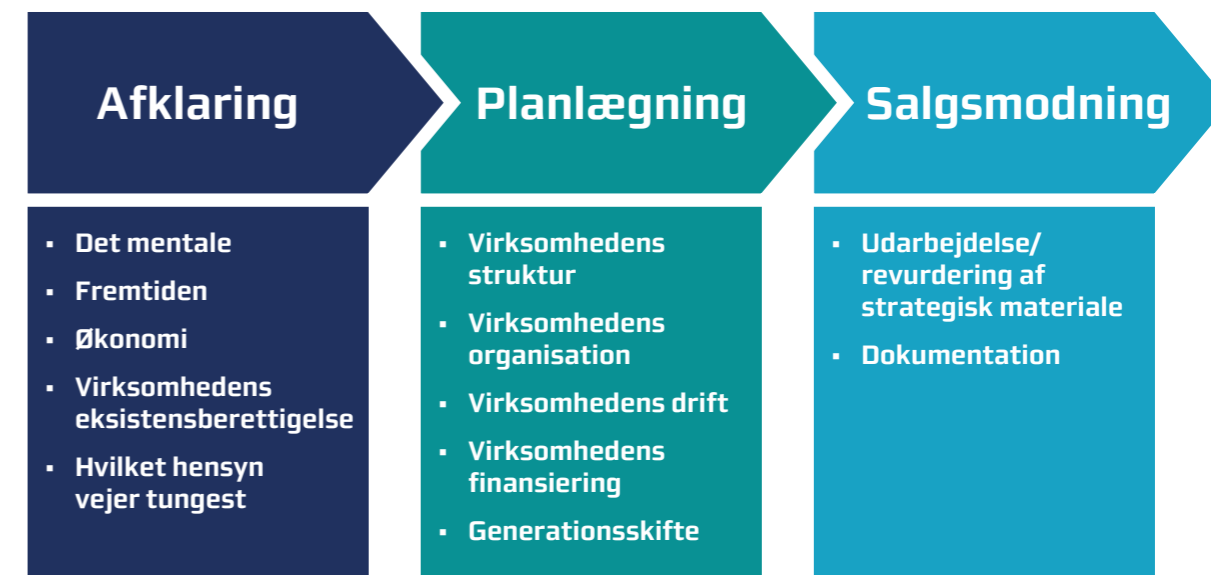 Afklaring
Planlægning
Salgsmodning
▪ Det mentale
▪ Fremtiden
▪ Økonomi
▪ Virksomhedens
eksistensberettigelse
▪ Hvilket hensyn
vejer tungest
▪ Virksomhedens
struktur
▪ Virksomhedens
organisation
▪ Virksomhedens drift
▪ Virksomhedens
finansiering
▪ Generationsskifte
▪ Udarbejdelse/
revurdering af
strategisk materiale
▪ Dokumentation